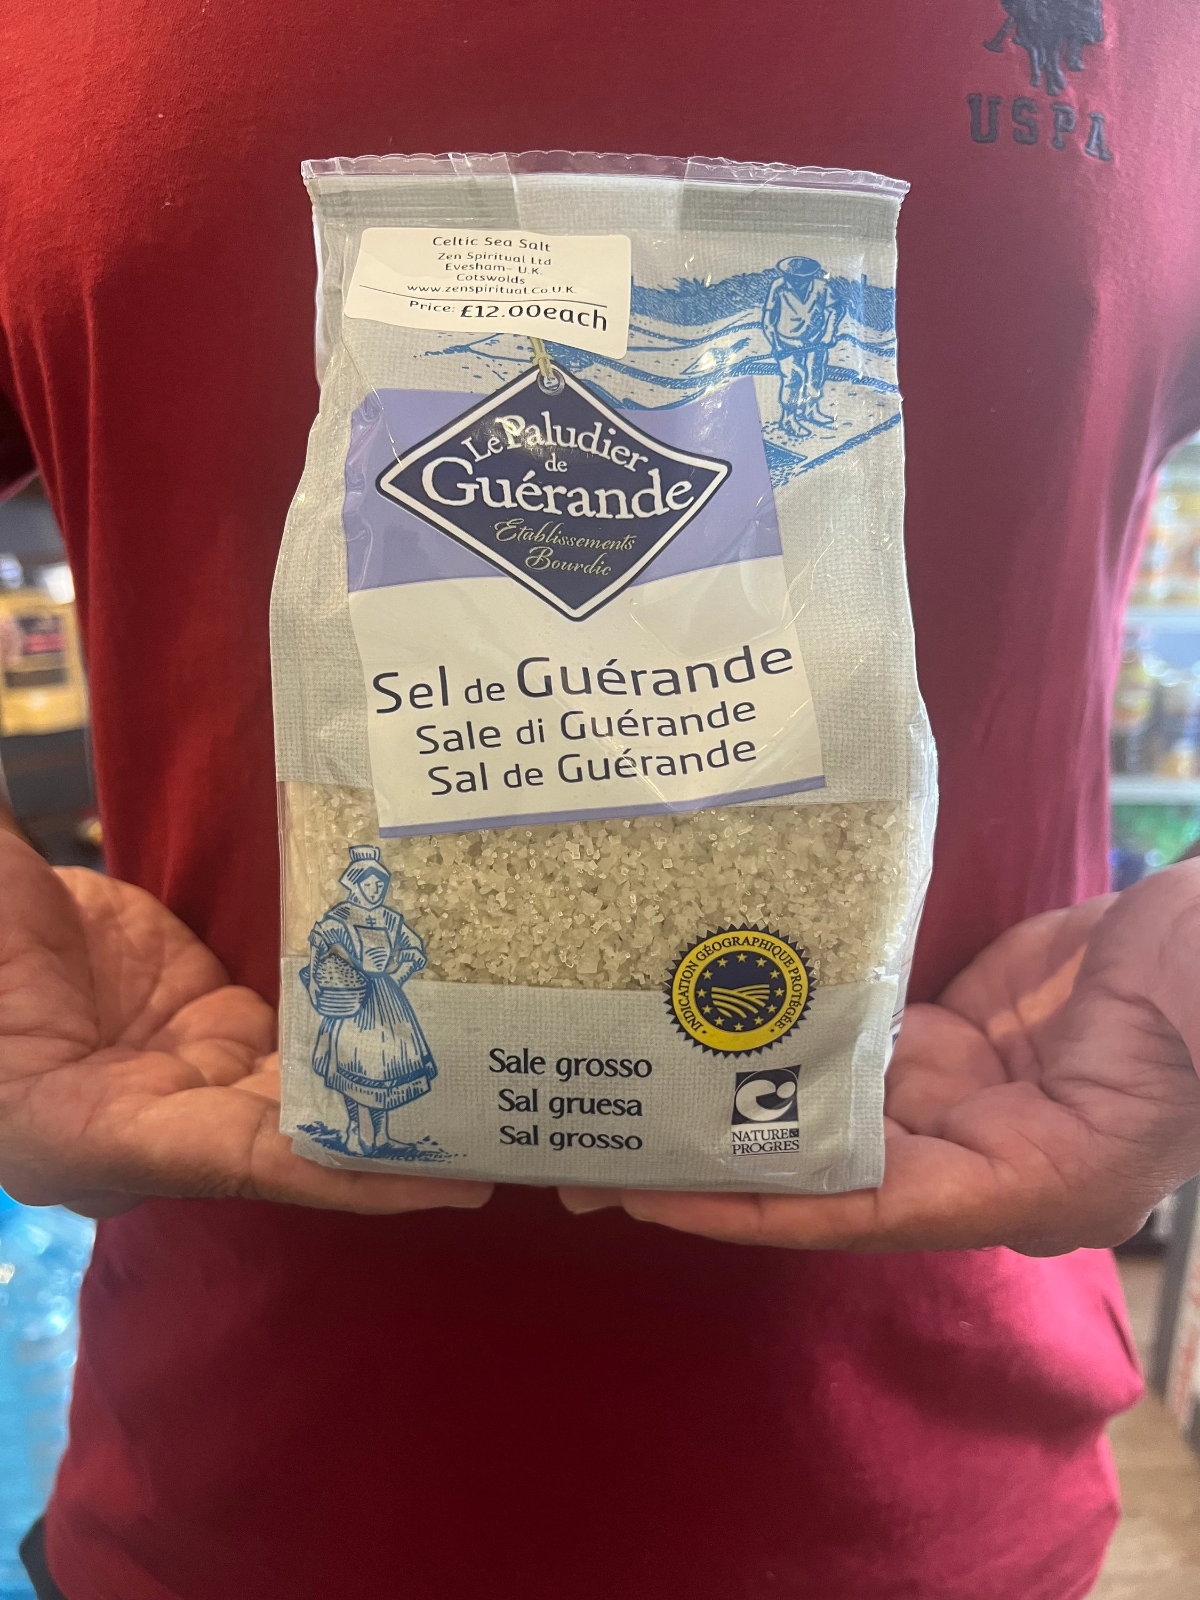 USPA
Celtic Sea Salt
Zen Spiritual Ltd
Evesham- U.K.
Cotswolds
www.zenspiritual.Co.U.K.
Price: £12.00each
Le Paludier
de
Guérande
Etablissements
Bourdic
Sel de Guérande
Sale di Guérande
Sal de Guérande
INDICATION GÉOGRAPHIQUE PROTÉGÉE
Sale grosso
Sal gruesa
Sal grosso
NATURE &
PROGRES